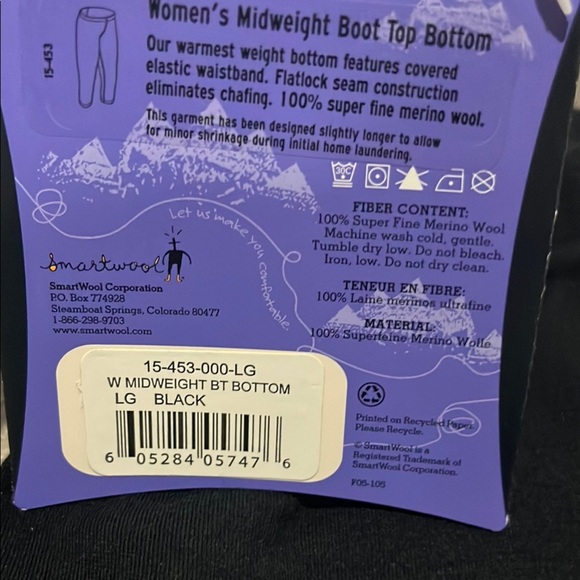 15-453
Women's Midweight Boot Top Bottom
Our warmest weight bottom features covered
elastic waistband. Flatlock seam construction
eliminates chafing. 100% super fine merino wool.
This garment has been designed slightly longer to allow
for minor shrinkage during initial home laundering.
30C
FIBER CONTENT:
100% Super Fine Merino Wool
Machine wash cold, gentle.
Tumble dry low. Do not bleach.
Iron, low. Do not dry clean.
TENEUR EN FIBRE:
100% Laine mérinos ultrafine
MATERIAL:
100% Superfeine Merino Wolle
Let us make you comfortable.
smartwool
SmartWool Corporation
P.O. Box 774928
Steamboat Springs, Colorado 80477
1-866-298-9703
www.smartwool.com
15-453-000-LG
W MIDWEIGHT BT BOTTOM
LG BLACK
6 05284 05747 6
Printed on Recycled Paper
Please Recycle.
© SmartWool is a
Registered Trademark of
SmartWool Corporation.
F05-105